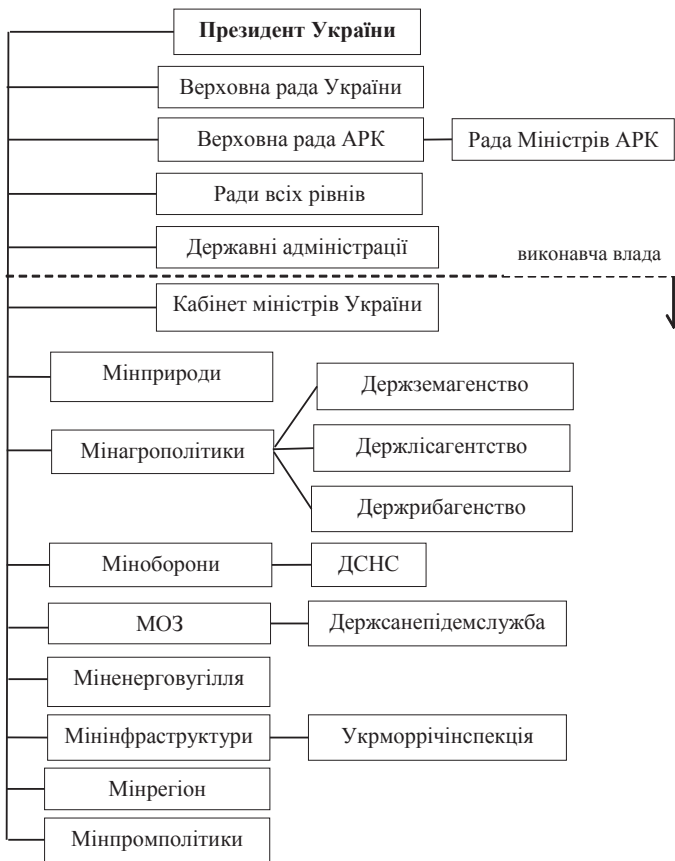 Президент України
Верховна рада України
Верховна рада АРК
Рада Міністрів АРК
Ради всіх рівнів
Державні адміністрації
виконавча влада
Кабінет міністрів України
Мінприроди
Держземагенство
Мінагрополітики
Держлісагентство
Держрибагенство
Міноборони
ДСНС
МОЗ
Держсанепідемслужба
Міненерговугілля
Мінінфраструктури
Укрморрічінспекція
Мінрегіон
Мінпромполітики